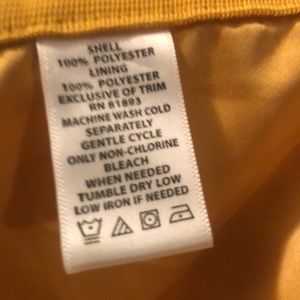 SHELL
100% POLYESTER
LINING
100% POLYESTER
EXCLUSIVE OF TRIM
RN 81893
MACHINE WASH COLD
SEPARATELY
GENTLE CYCLE
ONLY NON-CHLORINE
BLEACH
WHEN NEEDED
TUMBLE DRY LOW
LOW IRON IF NEEDED